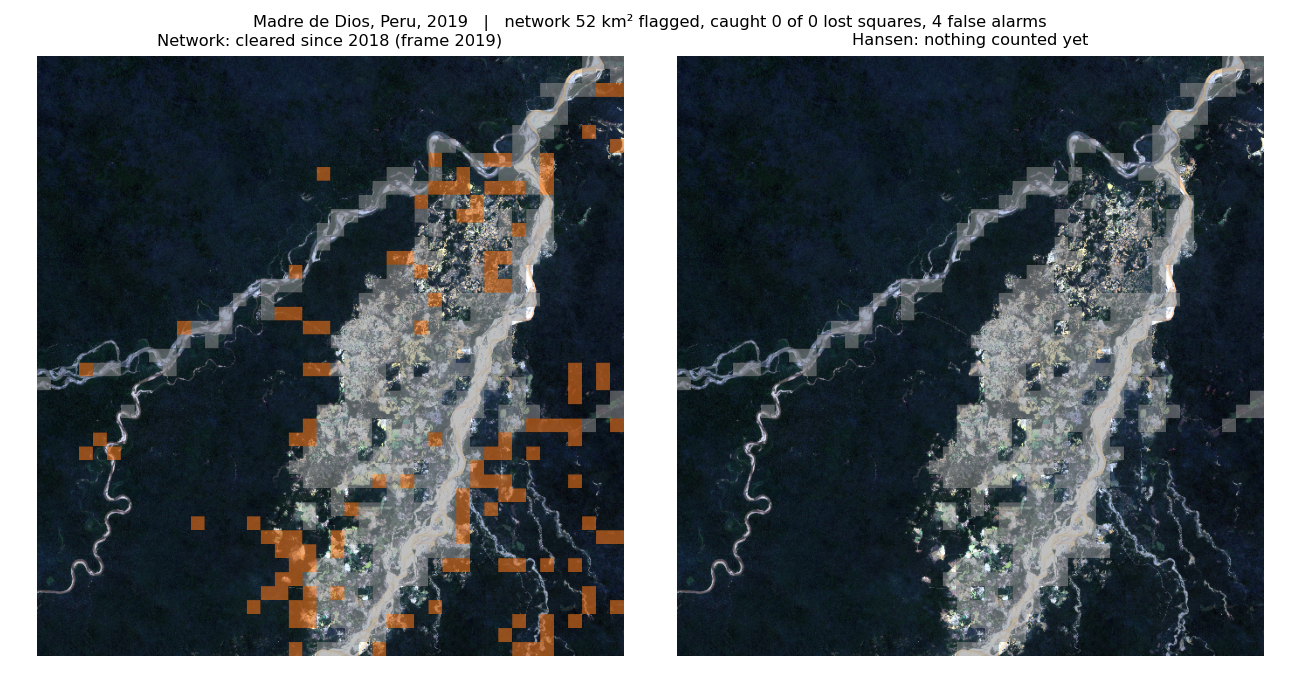 Madre de Dios, Peru, 2019 | network 52 km² flagged, caught 0 of 0 lost squares, 4 false alarms
Network: cleared since 2018 (frame 2019)
Hansen: nothing counted yet